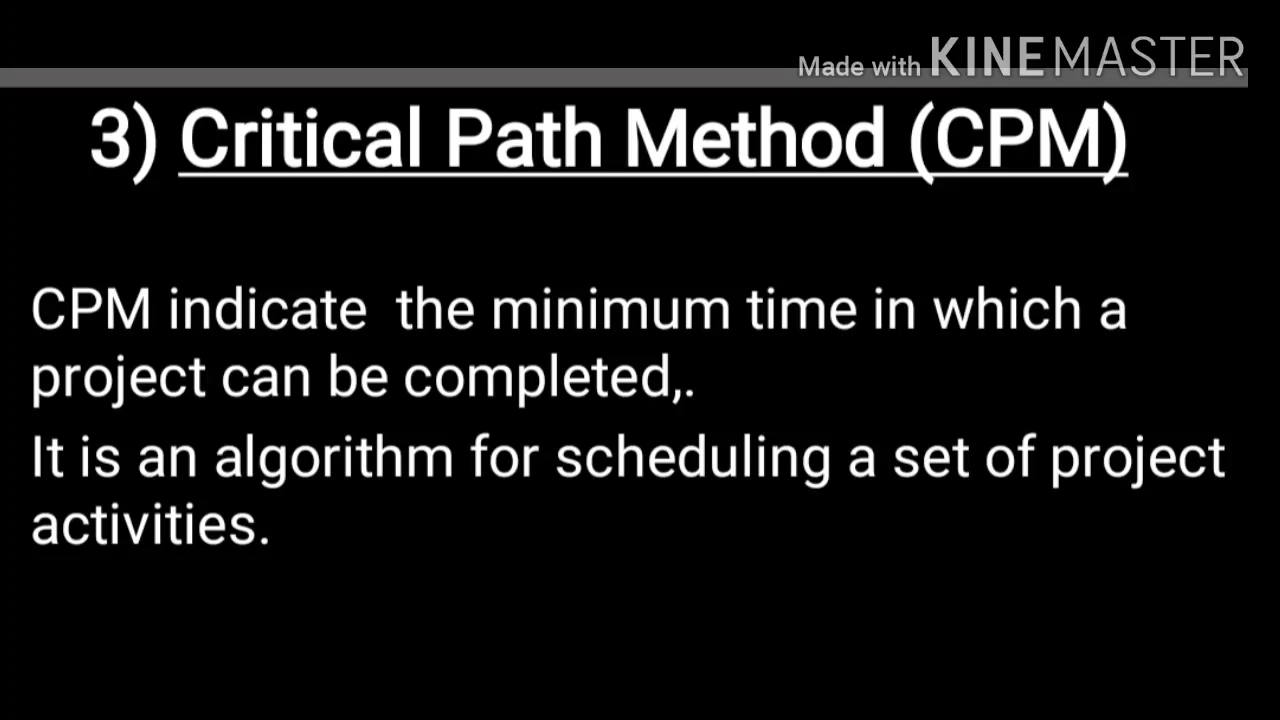 Made with KINEMASTER
3) Critical Path Method (CPM)
CPM indicate  the minimum time in which a
project can be completed,.
It is an algorithm for scheduling a set of project
activities.